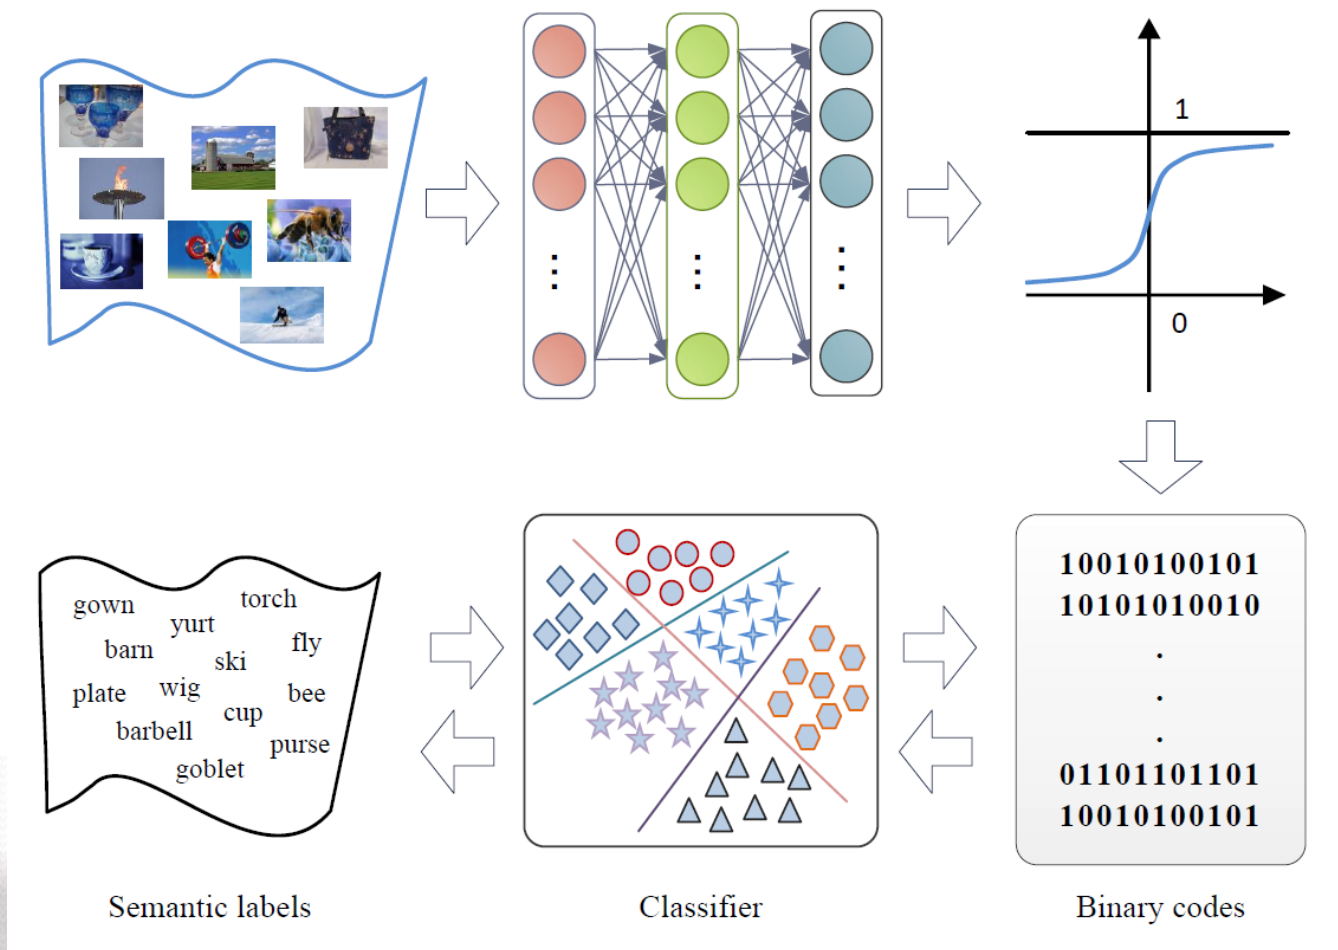 1
0
gown
torch
yurt
barn
fly
ski
plate
wig
bee
cup
barbell
purse
goblet
10010100101
10101010010
.
.
.
01101101101
10010100101
Semantic labels
Classifier
Binary codes